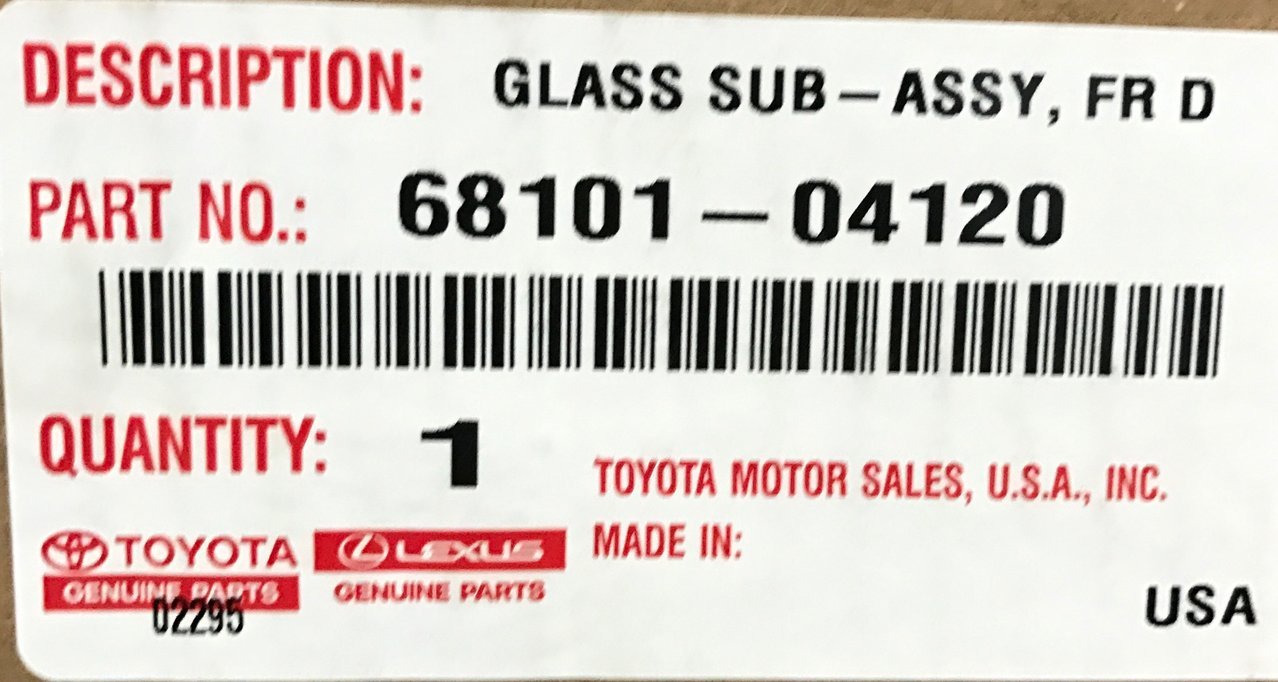 DESCRIPTION: GLASS SUB-ASSY, FR D
PART NO.: 68101-04120
QUANTITY: 1
TOYOTA MOTOR SALES, U.S.A., INC.
TOYOTA LEXUS MADE IN:
GENUINE PARTS GENUINE PARTS
02295
USA